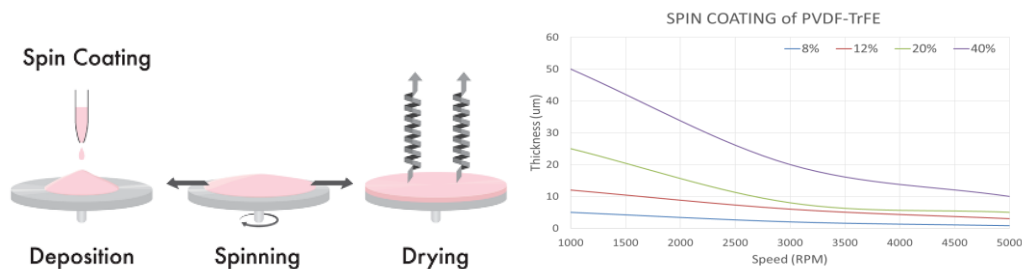 Spin Coating
Deposition
Spinning
Drying
SPIN COATING of PVDF-TrFE
8% 12% 20% 40%
Thickness (um)
60
50
40
30
20
10
0
1000 1500 2000 2500 3000 3500 4000 4500 5000
Speed (RPM)